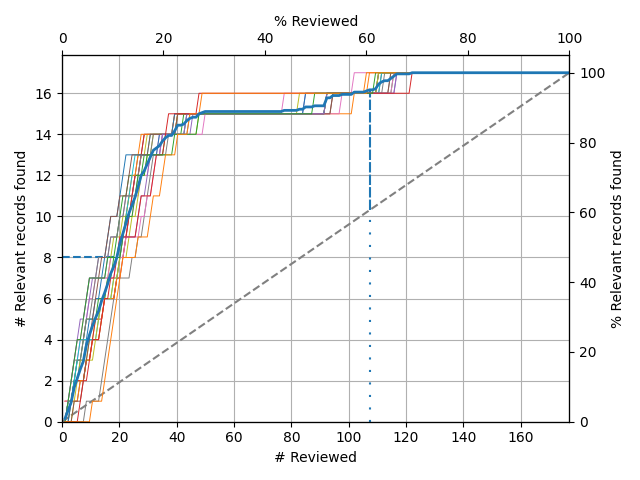 % Reviewed
0 20 40 60 80 100
# Relevant records found
16 100
14 80
12
10 60
8
6 40
4
2 20
0 0
% Relevant records found
0 20 40 60 80 100 120 140 160
# Reviewed